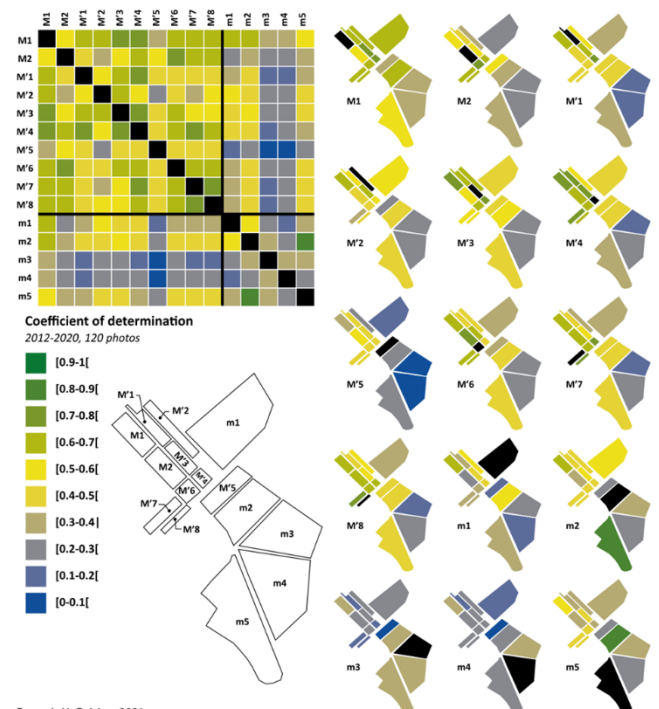 M1 M2 M'1 M'2 M'3 M'4 M'5 M'6 M'7 M'8 m1 m2 m3 m4 m5
M1
M2
M'1
M'2
M'3
M'4
M'5
M'6
M'7
M'8
m1
m2
m3
m4
m5
Coefficient of determination
2012-2020, 120 photos
[0.9-1[
[0.8-0.9[
[0.7-0.8[
[0.6-0.7[
[0.5-0.6[
[0.4-0.5[
[0.3-0.4[
[0.2-0.3[
[0.1-0.2[
[0-0.1[
M'1
M'2
m1
M1
M'3
M2
M'4
M'6
M'5
M'7
m2
M'8
m3
m4
m5
M1
M2
M'1
M'2
M'3
M'4
M'5
M'6
M'7
M'8
m1
m2
m3
m4
m5